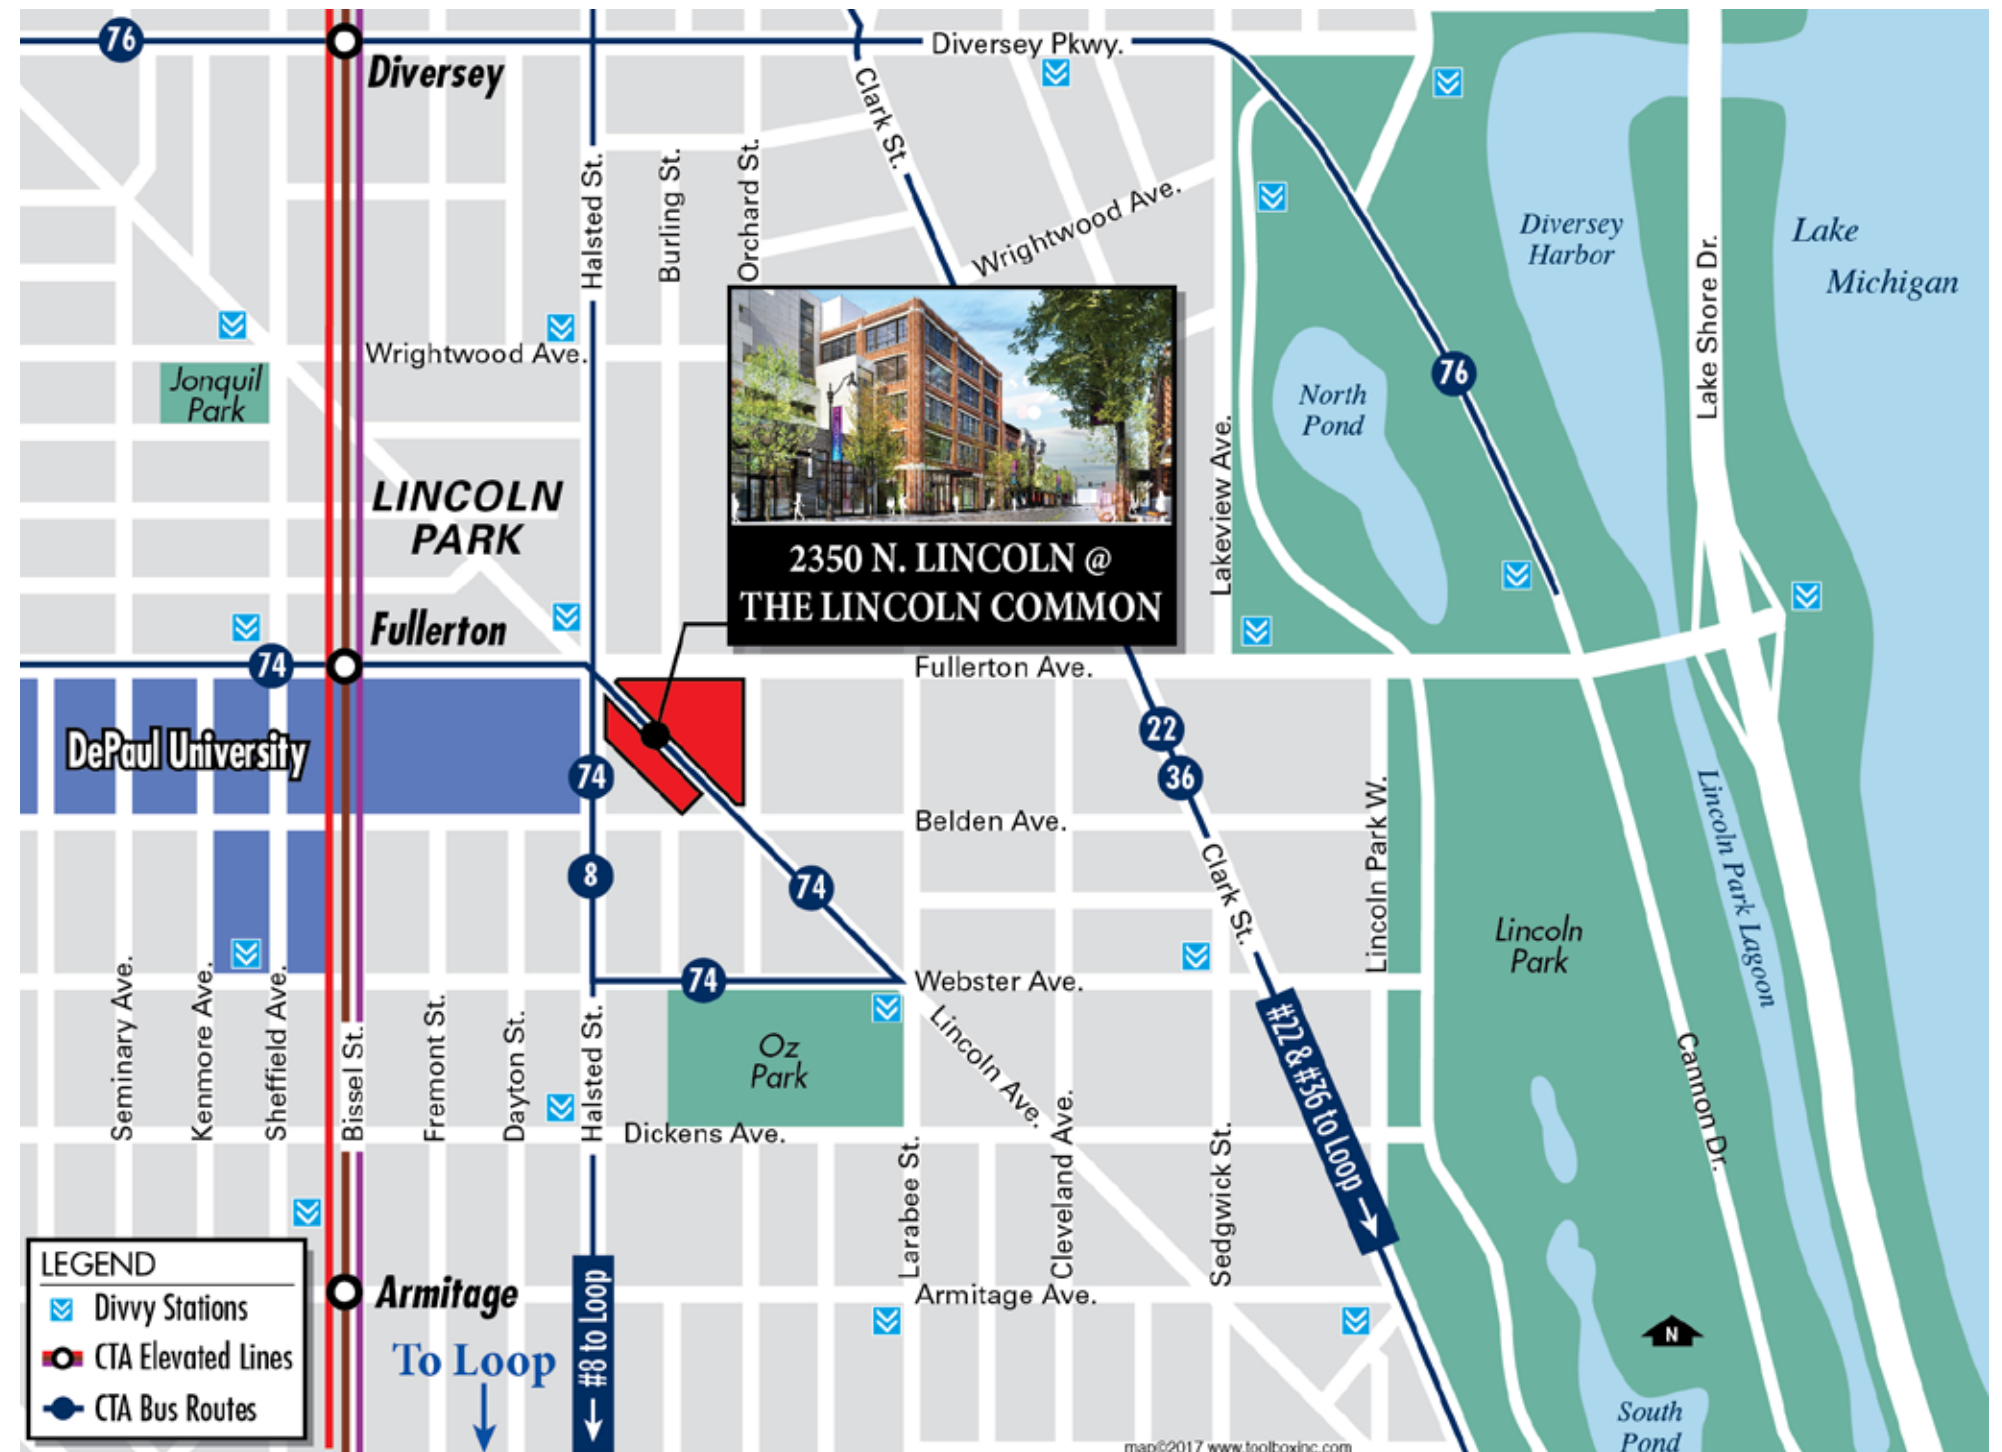 76
Diversey
Diversey Pkwy.
Clark St.
Halsted St.
Burling St.
Orchard St.
Wrightwood Ave.
Diversey
Harbor
Lake
Michigan
Lake Shore Dr.
Wrightwood Ave.
Jonquil
Park
North
Pond
76
Lakeview Ave.
LINCOLN
PARK
2350 N. LINCOLN @
THE LINCOLN COMMON
Fullerton
74
Fullerton Ave.
DePaul University
74
22
36
Belden Ave.
Lincoln Park W.
Lincoln Park Lagoon
8
74
Clark St.
Lincoln
Park
74
Webster Ave.
Seminary Ave.
Kenmore Ave.
Sheffield Ave.
Bissel St.
Fremont St.
Dayton St.
Halsted St.
Oz
Park
Lincoln Ave.
#22 & #36 to Loop
Cannon Dr.
Dickens Ave.
Larabee St.
Cleveland Ave.
Sedgwick St.
LEGEND
Divvy Stations
CTA Elevated Lines
CTA Bus Routes
Armitage
To Loop
#8 to Loop
Armitage Ave.
N
South
Pond
map©2017 www.toolboxinc.com